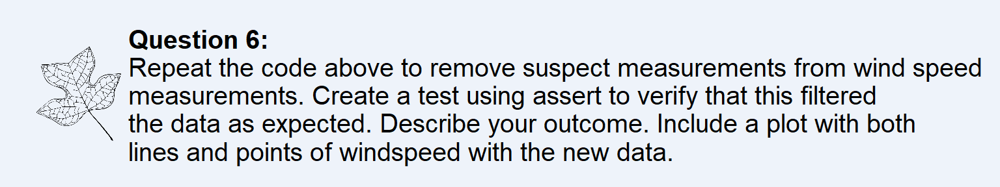 Question 6:
Repeat the code above to remove suspect measurements from wind speed
measurements. Create a test using assert to verify that this filtered
the data as expected. Describe your outcome. Include a plot with both
lines and points of windspeed with the new data.